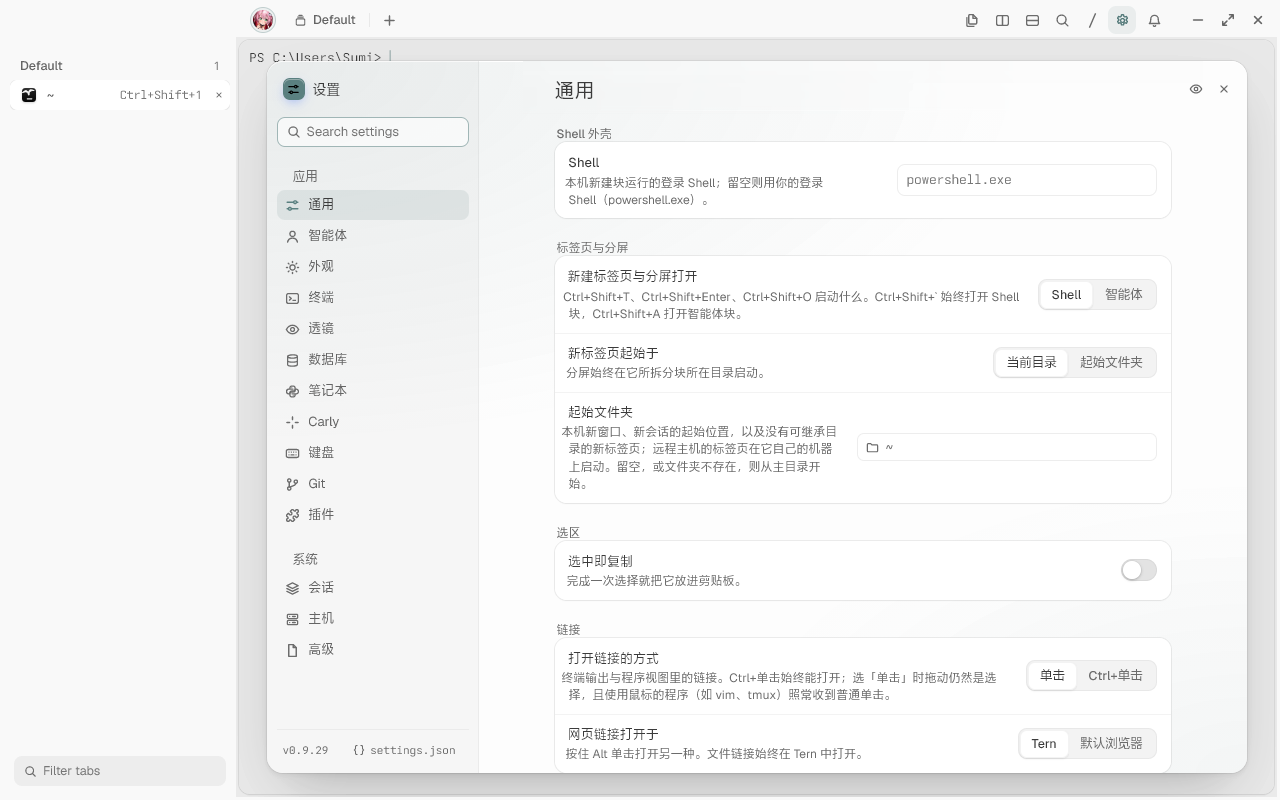 Default
Default
1
~
Ctrl+Shift+1
Filter tabs
PS C:\Users\Sumi>
设置
Search settings
应用
通用
智能体
外观
终端
透镜
数据库
笔记本
Carly
键盘
Git
插件
系统
会话
主机
高级
v0.9.29
{} settings.json
通用
Shell 外壳
Shell
本机新建块运行的登录 Shell；留空则用你的登录
Shell（powershell.exe）。
powershell.exe
标签页与分屏
新建标签页与分屏打开
Ctrl+Shift+T、Ctrl+Shift+Enter、Ctrl+Shift+O 启动什么。Ctrl+Shift+` 始终打开 Shell
块，Ctrl+Shift+A 打开智能体块。
Shell
智能体
新标签页起始于
分屏始终在它所拆分块所在目录启动。
当前目录
起始文件夹
起始文件夹
本机新窗口、新会话的起始位置，以及没有可继承目
录的新标签页；远程主机的标签页在它自己的机器
上启动。留空，或文件夹不存在，则从主目录开
始。
~
选区
选中即复制
完成一次选择就把它放进剪贴板。
链接
打开链接的方式
终端输出与程序视图里的链接。Ctrl+单击始终能打开；选「单击」时拖动仍然是选
择，且使用鼠标的程序（如 vim、tmux）照常收到普通单击。
单击
Ctrl+单击
网页链接打开于
按住 Alt 单击打开另一种。文件链接始终在 Tern 中打开。
Tern
默认浏览器